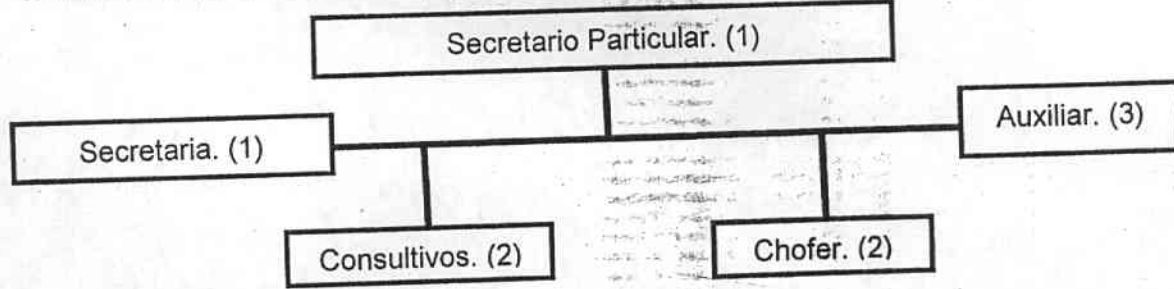 Secretario Particular. (1)
Secretaria. (1)
Auxiliar. (3)
Consultivos. (2)
Chofer. (2)